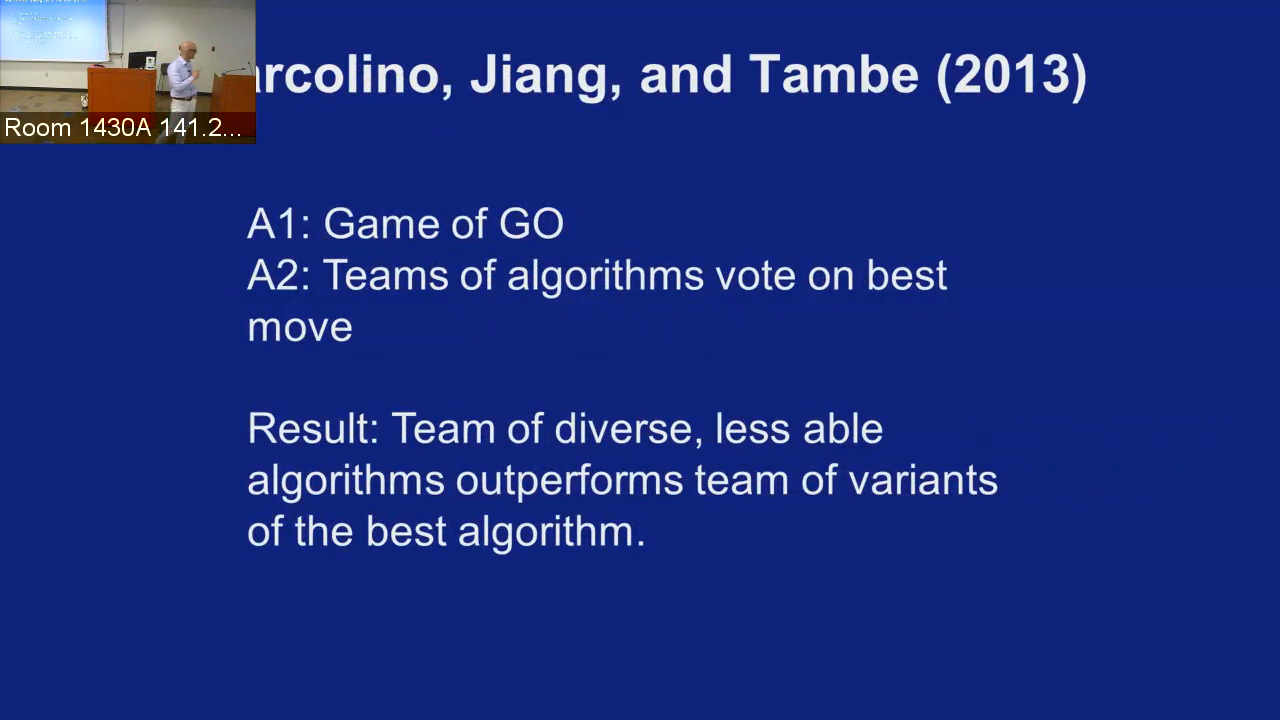 arcolino, Jiang, and Tambe (2013)
Room 1430A 141.2...
A1: Game of GO
A2: Teams of algorithms vote on best
move
Result: Team of diverse, less able
algorithms outperforms team of variants
of the best algorithm.